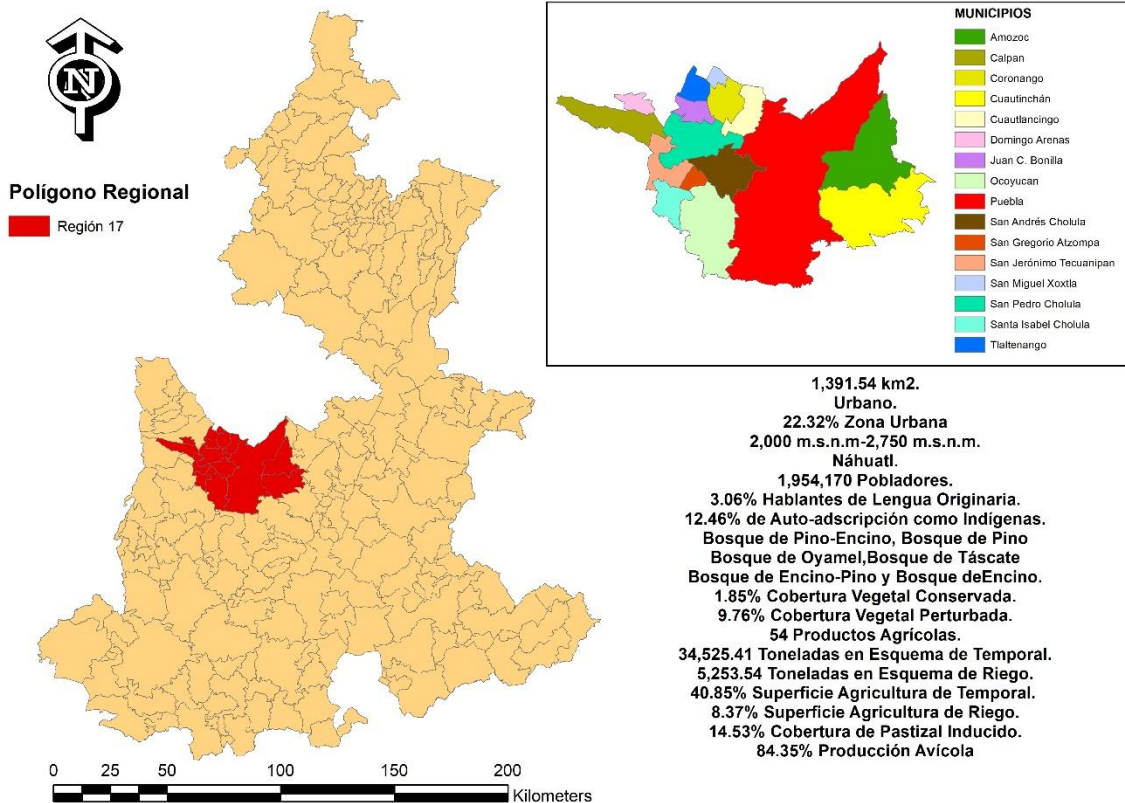 N
Polígono Regional
Región 17
0 25 50 100 150 200
Kilometers
MUNICIPIOS
Amozoc
Calpan
Coronango
Cuautinchán
Cuautlancingo
Domingo Arenas
Juan C. Bonilla
Ocoyucan
Puebla
San Andrés Cholula
San Gregorio Atzompa
San Jerónimo Tecuanipan
San Miguel Xoxtla
San Pedro Cholula
Santa Isabel Cholula
Tlaltenango
1,391.54 km2.
Urbano.
22.32% Zona Urbana
2,000 m.s.n.m-2,750 m.s.n.m.
Náhuatl.
1,954,170 Pobladores.
3.06% Hablantes de Lengua Originaria.
12.46% de Auto-adscripción como Indígenas.
Bosque de Pino-Encino, Bosque de Pino
Bosque de Oyamel,Bosque de Táscate
Bosque de Encino-Pino y Bosque deEncino.
1.85% Cobertura Vegetal Conservada.
9.76% Cobertura Vegetal Perturbada.
54 Productos Agrícolas.
34,525.41 Toneladas en Esquema de Temporal.
5,253.54 Toneladas en Esquema de Riego.
40.85% Superficie Agricultura de Temporal.
8.37% Superficie Agricultura de Riego.
14.53% Cobertura de Pastizal Inducido.
84.35% Producción Avícola